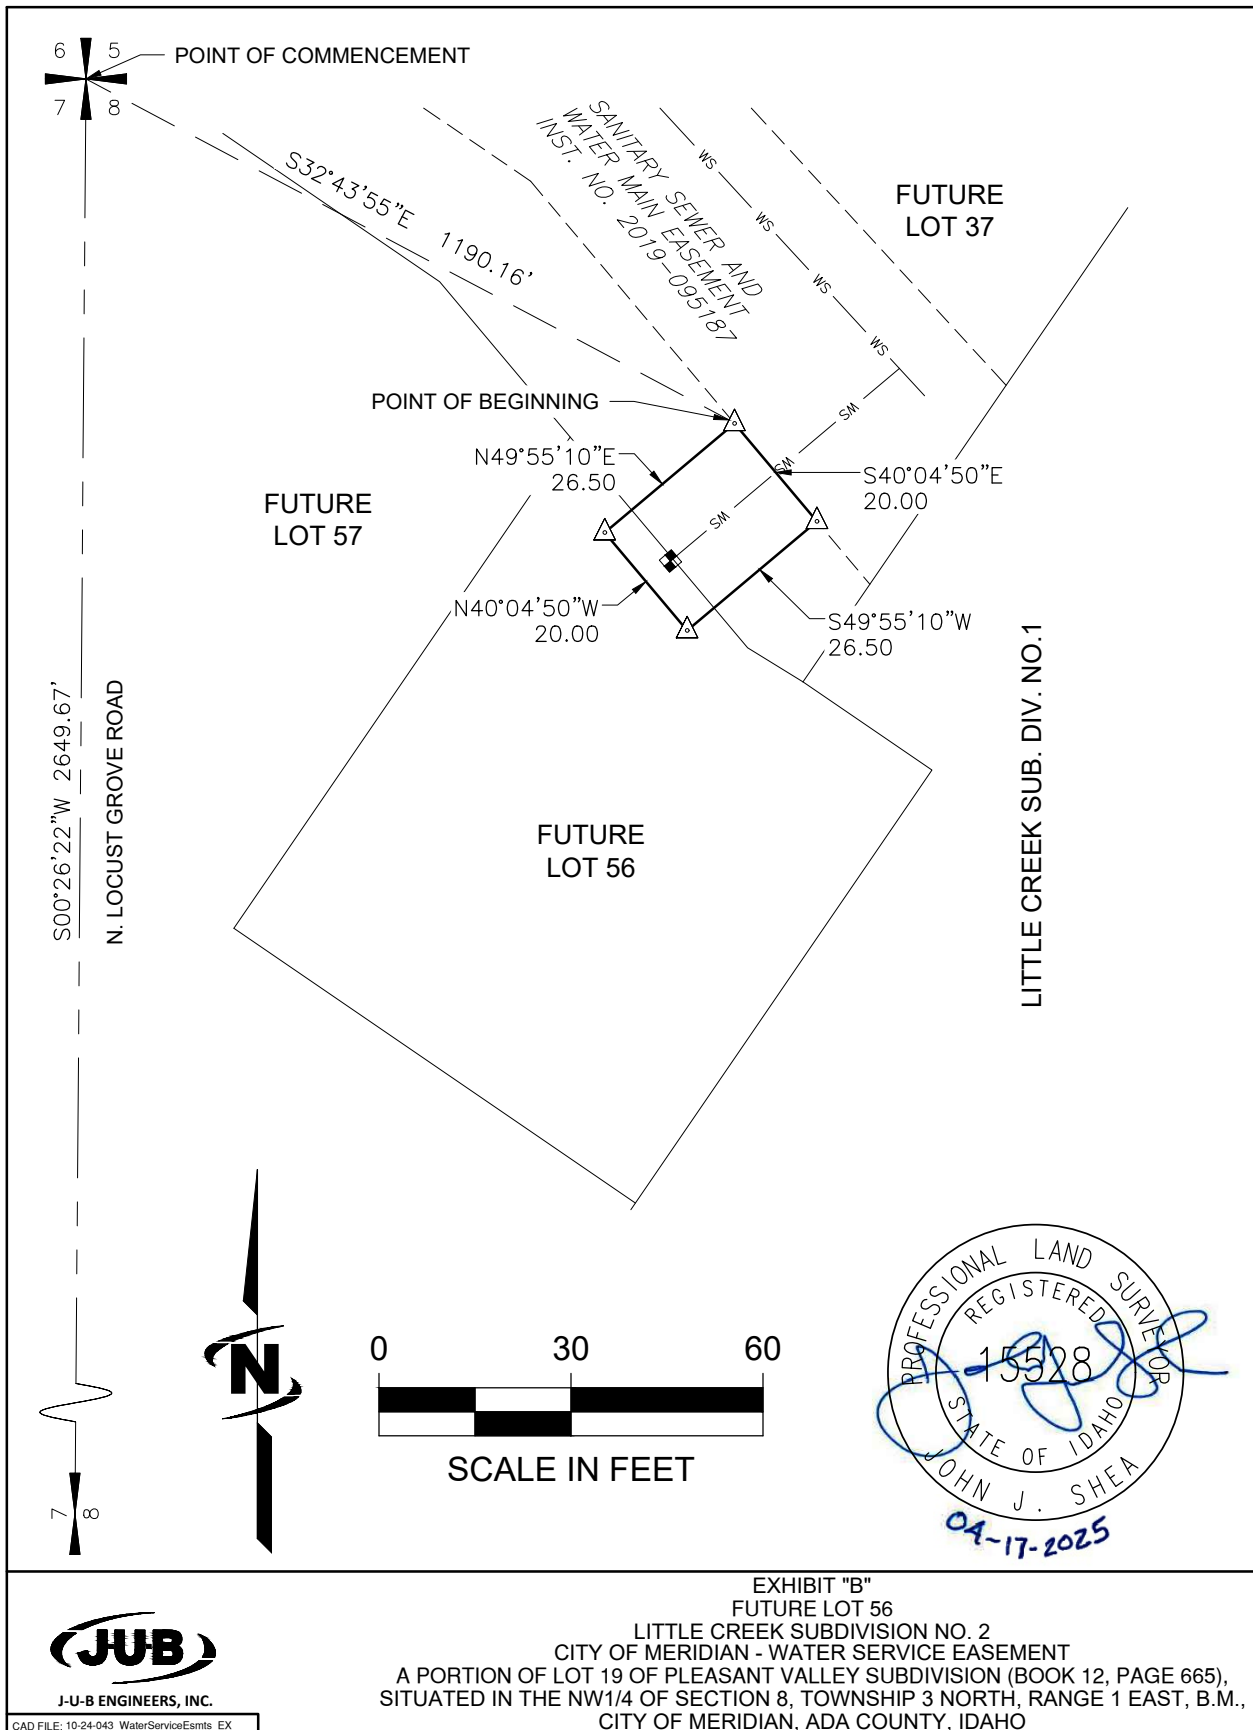 6 5
7 8
POINT OF COMMENCEMENT
S32°43'55"E 1190.16'
SANITARY SEWER AND
WATER MAIN EASEMENT
INST. NO. 2019-095187
WS
WS
WS
WS
FUTURE
LOT 37
POINT OF BEGINNING
WS
WS
WS
N49°55'10"E
26.50
S40°04'50"E
20.00
FUTURE
LOT 57
N40°04'50"W
20.00
S49°55'10"W
26.50
S00°26'22"W 2649.67'
N. LOCUST GROVE ROAD
LITTLE CREEK SUB. DIV. NO.1
FUTURE
LOT 56
7 8
N
0 30 60
SCALE IN FEET
PROFESSIONAL LAND SURVEYOR
REGISTERED
15528
STATE OF IDAHO
JOHN J. SHEA
04-17-2025
JUB
J-U-B ENGINEERS, INC.
CAD FILE: 10-24-043_WaterServiceEsmts_EX
EXHIBIT "B"
FUTURE LOT 56
LITTLE CREEK SUBDIVISION NO. 2
CITY OF MERIDIAN - WATER SERVICE EASEMENT
A PORTION OF LOT 19 OF PLEASANT VALLEY SUBDIVISION (BOOK 12, PAGE 665),
SITUATED IN THE NW1/4 OF SECTION 8, TOWNSHIP 3 NORTH, RANGE 1 EAST, B.M.,
CITY OF MERIDIAN, ADA COUNTY, IDAHO